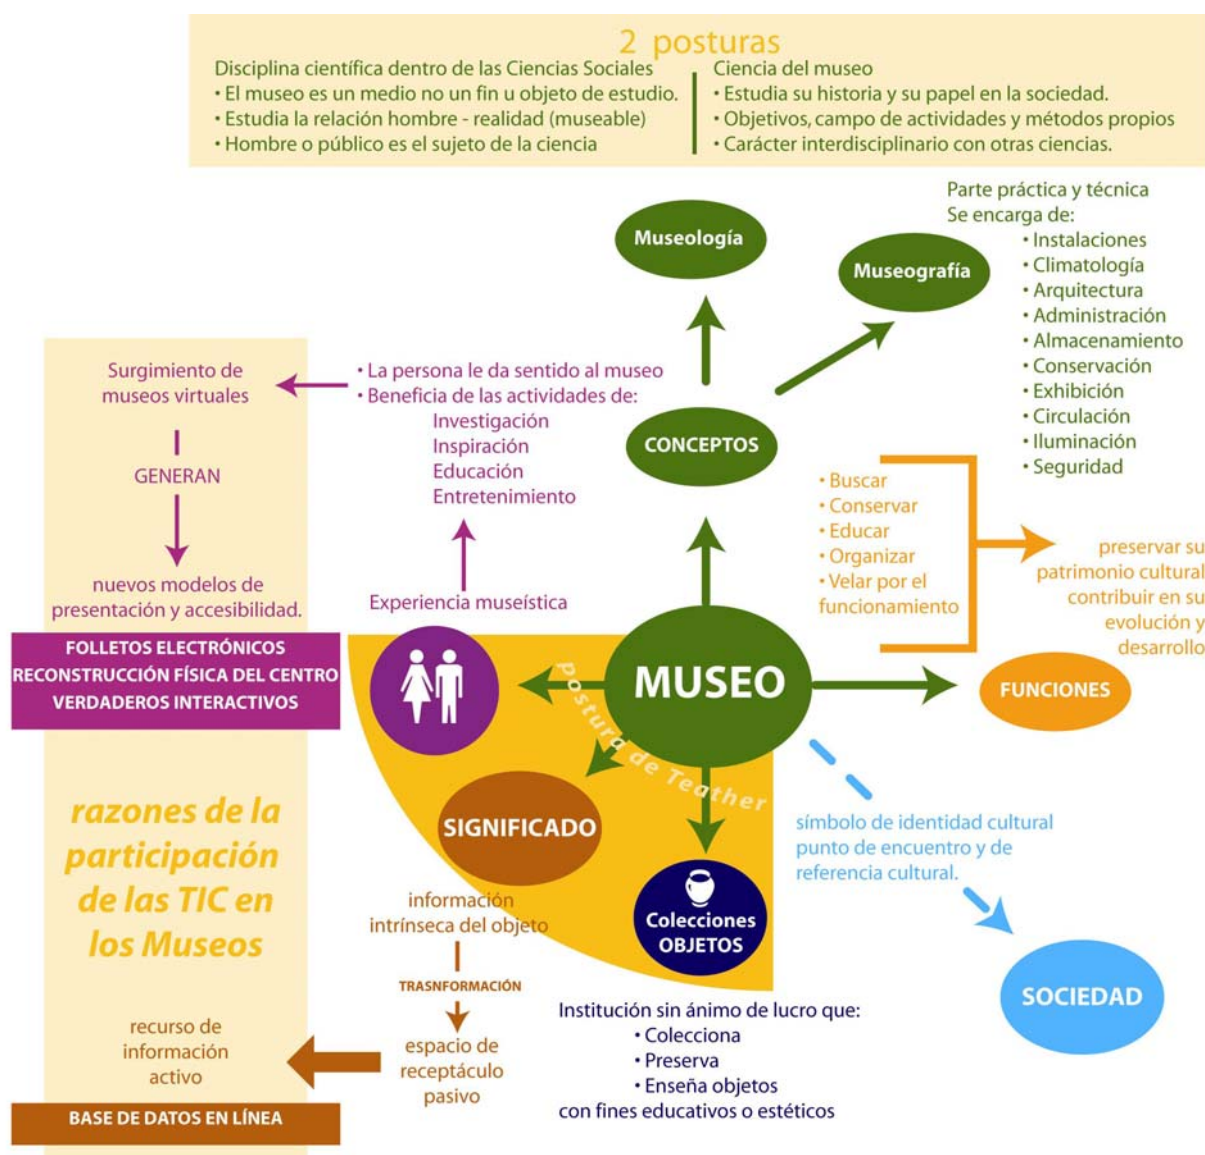 2 posturas
Disciplina científica dentro de las Ciencias Sociales
• El museo es un medio no un fin u objeto de estudio.
• Estudia la relación hombre - realidad (museable)
• Hombre o público es el sujeto de la ciencia
Ciencia del museo
• Estudia su historia y su papel en la sociedad.
• Objetivos, campo de actividades y métodos propios
• Carácter interdisciplinario con otras ciencias.
Museología
Museografía
Parte práctica y técnica
Se encarga de:
• Instalaciones
• Climatología
• Arquitectura
• Administración
• Almacenamiento
• Conservación
• Exhibición
• Circulación
• Iluminación
• Seguridad
CONCEPTOS
Surgimiento de
museos virtuales
GENERAN
nuevos modelos de
presentación y accesibilidad.
FOLLETOS ELECTRÓNICOS
RECONSTRUCCIÓN FÍSICA DEL CENTRO
VERDADEROS INTERACTIVOS
• La persona le da sentido al museo
• Beneficia de las actividades de:
Investigación
Inspiración
Educación
Entretenimiento
Experiencia museística
• Buscar
• Conservar
• Educar
• Organizar
• Velar por el
funcionamiento
preservar su
patrimonio cultural
contribuir en su
evolución y
desarrollo
MUSEO
FUNCIONES
postura de Teather
SIGNIFICADO
Colecciones
OBJETOS
símbolo de identidad cultural
punto de encuentro y de
referencia cultural.
SOCIEDAD
razones de la
participación
de las TIC en
los Museos
información
intrínseca del objeto
TRASNFORMACIÓN
espacio de
receptáculo
pasivo
recurso de
información
activo
BASE DE DATOS EN LÍNEA
Institución sin ánimo de lucro que:
• Colecciona
• Preserva
• Enseña objetos
con fines educativos o estéticos